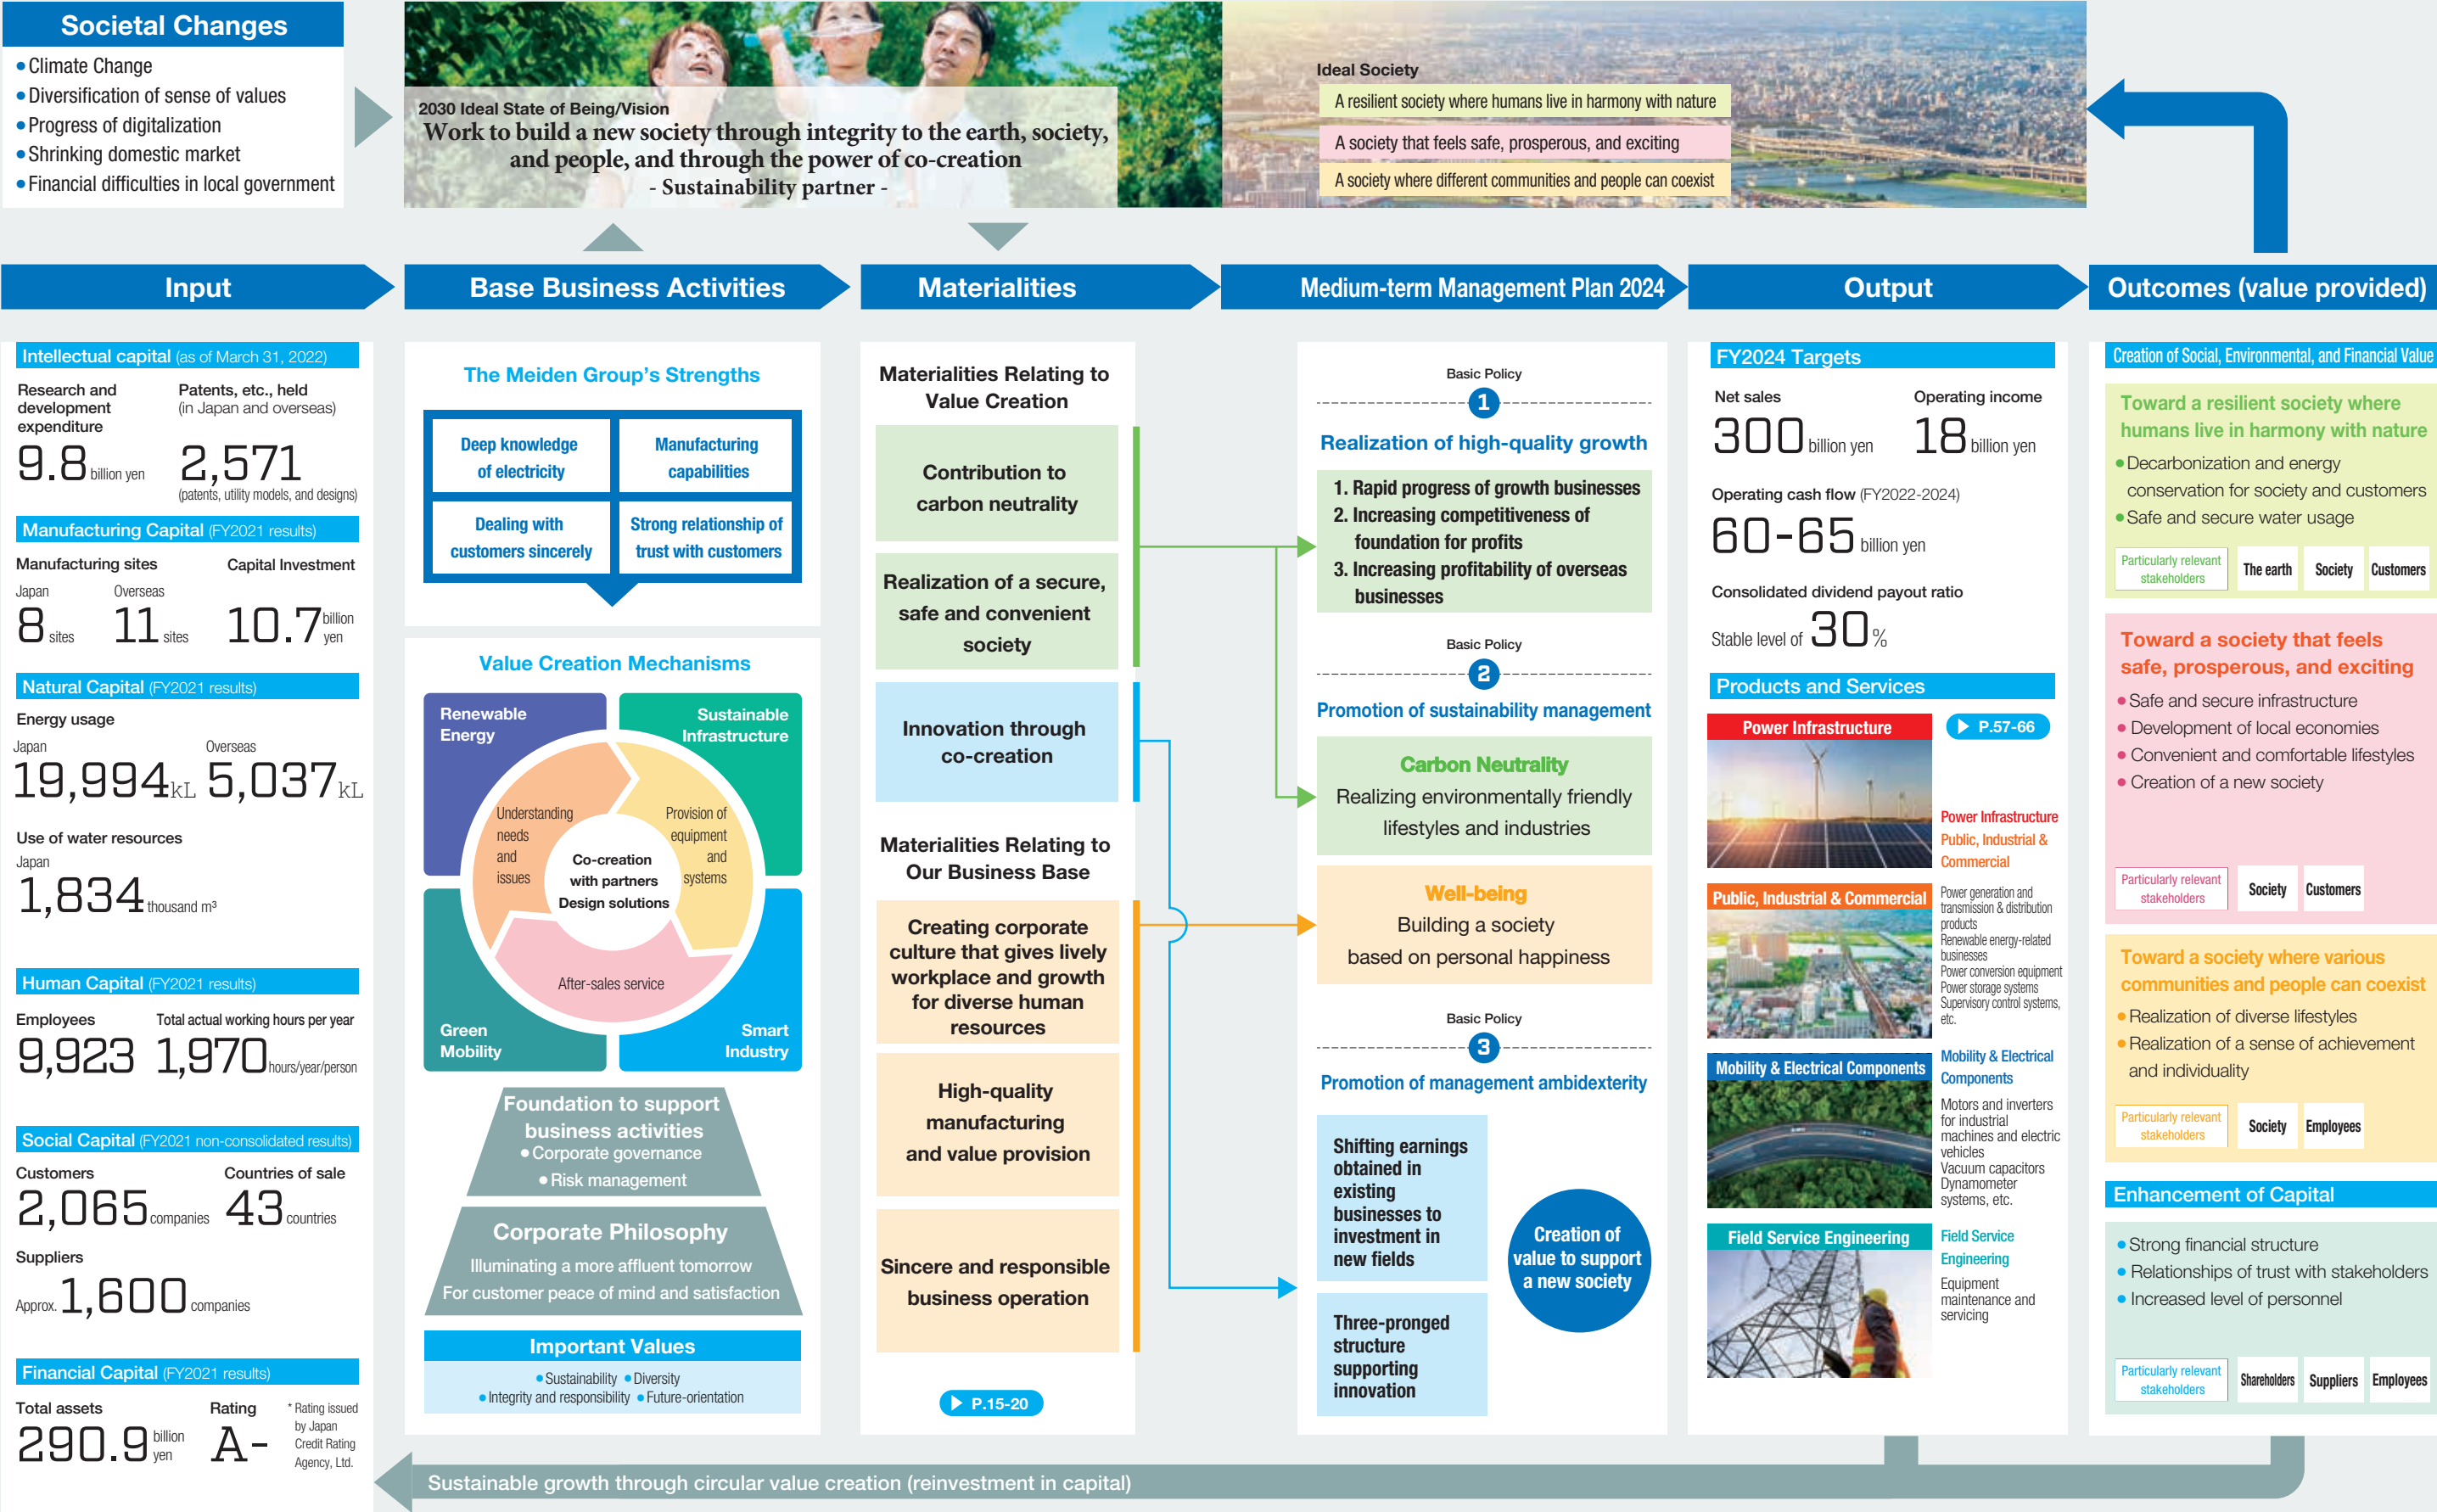 Societal Changes
• Climate Change
• Diversification of sense of values
• Progress of digitalization
• Shrinking domestic market
• Financial difficulties in local government
2030 Ideal State of Being/Vision
Work to build a new society through integrity to the earth, society,
and people, and through the power of co-creation
- Sustainability partner -
Ideal Society
A resilient society where humans live in harmony with nature
A society that feels safe, prosperous, and exciting
A society where different communities and people can coexist
Input
Base Business Activities
Materialities
Medium-term Management Plan 2024
Output
Outcomes (value provided)
Intellectual capital (as of March 31, 2022)
Research and
development
expenditure
9.8 billion yen
Patents, etc., held
(in Japan and overseas)
2,571
(patents, utility models, and designs)
Manufacturing Capital (FY2021 results)
Manufacturing sites
Japan
8 sites
Overseas
11 sites
Capital Investment
10.7 billion
yen
Natural Capital (FY2021 results)
Energy usage
Japan
19,994 kL
Overseas
5,037 kL
Use of water resources
Japan
1,834 thousand m³
Human Capital (FY2021 results)
Employees
9,923
Total actual working hours per year
1,970 hours/year/person
Social Capital (FY2021 non-consolidated results)
Customers
2,065 companies
Countries of sale
43 countries
Suppliers
Approx. 1,600 companies
Financial Capital (FY2021 results)
Total assets
290.9 billion
yen
Rating
A-
* Rating issued
by Japan
Credit Rating
Agency, Ltd.
The Meiden Group's Strengths
Deep knowledge
of electricity
Manufacturing
capabilities
Dealing with
customers sincerely
Strong relationship of
trust with customers
Value Creation Mechanisms
Renewable
Energy
Sustainable
Infrastructure
Understanding
needs
and
issues
Provision of
equipment
and
systems
Co-creation
with partners
Design solutions
After-sales service
Green
Mobility
Smart
Industry
Foundation to support
business activities
• Corporate governance
• Risk management
Corporate Philosophy
Illuminating a more affluent tomorrow
For customer peace of mind and satisfaction
Important Values
• Sustainability • Diversity
• Integrity and responsibility • Future-orientation
Materialities Relating to
Value Creation
Contribution to
carbon neutrality
Realization of a secure,
safe and convenient
society
Innovation through
co-creation
Materialities Relating to
Our Business Base
Creating corporate
culture that gives lively
workplace and growth
for diverse human
resources
High-quality
manufacturing
and value provision
Sincere and responsible
business operation
P.15-20
Basic Policy
1
Realization of high-quality growth
1. Rapid progress of growth businesses
2. Increasing competitiveness of
foundation for profits
3. Increasing profitability of overseas
businesses
Basic Policy
2
Promotion of sustainability management
Carbon Neutrality
Realizing environmentally friendly
lifestyles and industries
Well-being
Building a society
based on personal happiness
Basic Policy
3
Promotion of management ambidexterity
Shifting earnings
obtained in
existing
businesses to
investment in
new fields
Three-pronged
structure
supporting
innovation
Creation of
value to support
a new society
FY2024 Targets
Net sales
300 billion yen
Operating income
18 billion yen
Operating cash flow (FY2022-2024)
60-65 billion yen
Consolidated dividend payout ratio
Stable level of 30%
Products and Services
Power Infrastructure
P.57-66
Power Infrastructure
Public, Industrial &
Commercial
Public, Industrial & Commercial
Power generation and
transmission & distribution
products
Renewable energy-related
businesses
Power conversion equipment
Power storage systems
Supervisory control systems,
etc.
Mobility & Electrical Components
Mobility & Electrical
Components
Motors and inverters
for industrial
machines and electric
vehicles
Vacuum capacitors
Dynamometer
systems, etc.
Field Service Engineering
Field Service
Engineering
Equipment
maintenance and
servicing
Creation of Social, Environmental, and Financial Value
Toward a resilient society where
humans live in harmony with nature
• Decarbonization and energy
conservation for society and customers
• Safe and secure water usage
Particularly relevant
stakeholders
The earth
Society
Customers
Toward a society that feels
safe, prosperous, and exciting
• Safe and secure infrastructure
• Development of local economies
• Convenient and comfortable lifestyles
• Creation of a new society
Particularly relevant
stakeholders
Society
Customers
Toward a society where various
communities and people can coexist
• Realization of diverse lifestyles
• Realization of a sense of achievement
and individuality
Particularly relevant
stakeholders
Society
Employees
Enhancement of Capital
• Strong financial structure
• Relationships of trust with stakeholders
• Increased level of personnel
Particularly relevant
stakeholders
Shareholders
Suppliers
Employees
Sustainable growth through circular value creation (reinvestment in capital)